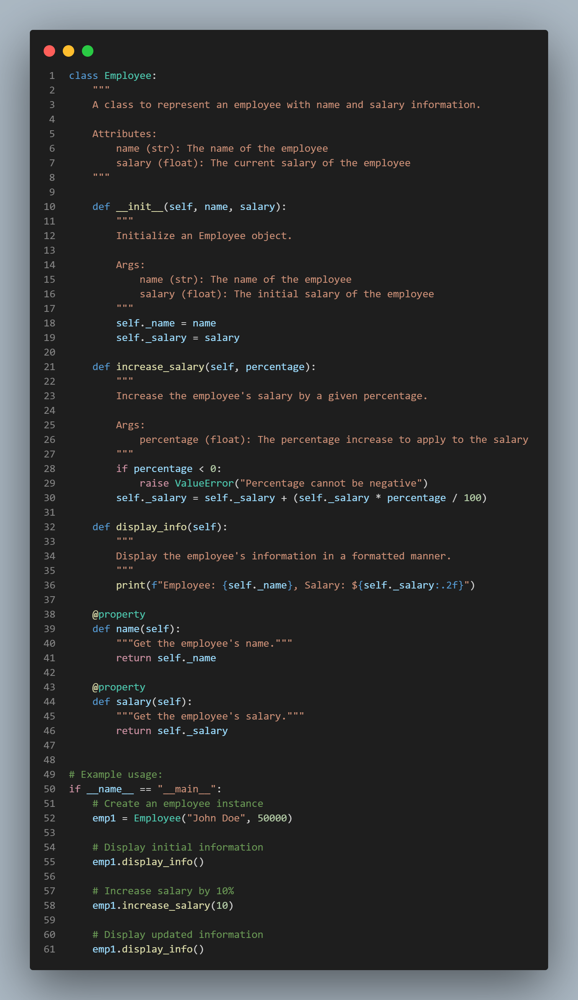 1 class Employee:
2     """
3     A class to represent an employee with name and salary information.
4
5     Attributes:
6         name (str): The name of the employee
7         salary (float): The current salary of the employee
8     """
9
10     def __init__(self, name, salary):
11         """
12         Initialize an Employee object.
13
14         Args:
15             name (str): The name of the employee
16             salary (float): The initial salary of the employee
17         """
18         self._name = name
19         self._salary = salary
20
21     def increase_salary(self, percentage):
22         """
23         Increase the employee's salary by a given percentage.
24
25         Args:
26             percentage (float): The percentage increase to apply to the salary
27         """
28         if percentage < 0:
29             raise ValueError("Percentage cannot be negative")
30         self._salary = self._salary + (self._salary * percentage / 100)
31
32     def display_info(self):
33         """
34         Display the employee's information in a formatted manner.
35         """
36         print(f"Employee: {self._name}, Salary: ${self._salary:.2f}")
37
38     @property
39     def name(self):
40         """Get the employee's name."""
41         return self._name
42
43     @property
44     def salary(self):
45         """Get the employee's salary."""
46         return self._salary
47
48
49 # Example usage:
50 if __name__ == "__main__":
51     # Create an employee instance
52     emp1 = Employee("John Doe", 50000)
53
54     # Display initial information
55     emp1.display_info()
56
57     # Increase salary by 10%
58     emp1.increase_salary(10)
59
60     # Display updated information
61     emp1.display_info()